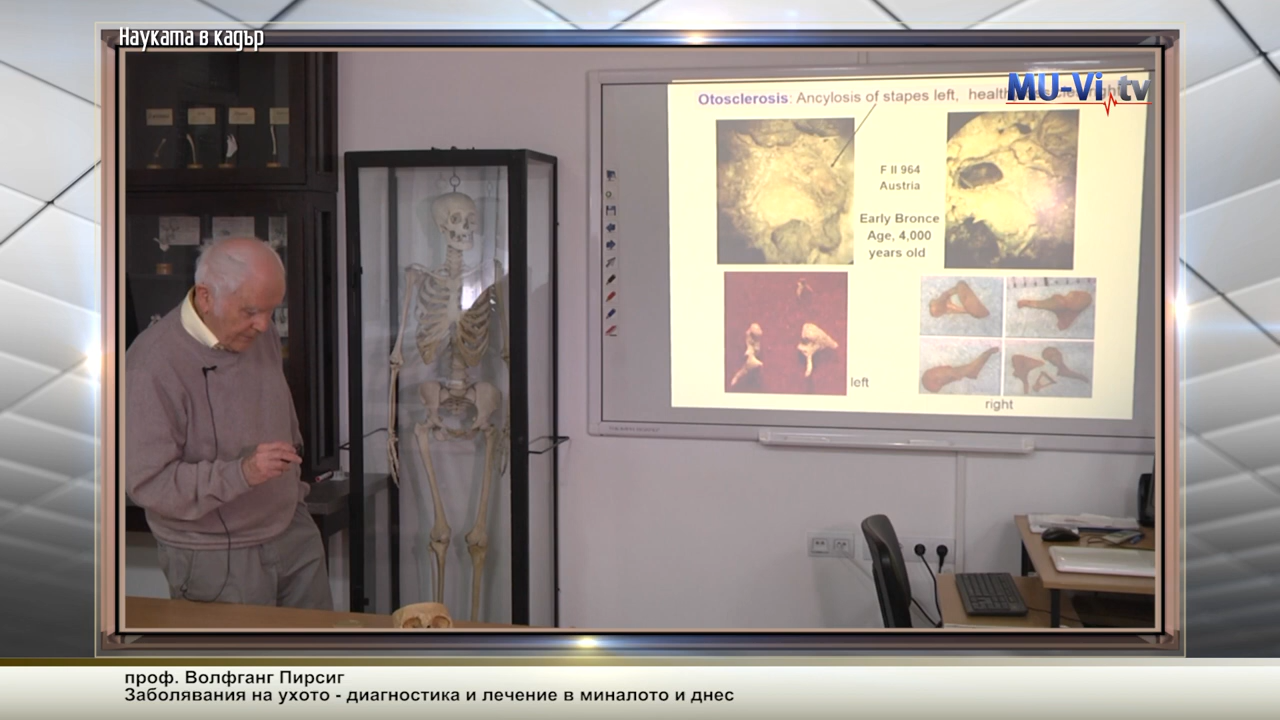 Науката в кадър
MU-Vi.tv
Otosclerosis: Ancylosis of stapes left,
F II 964
Austria
Early Bronce
Age, 4,000
years old
left
right
проф. Волфганг Пирсиг
Заболявания на ухото - диагностика и лечение в миналото и днес